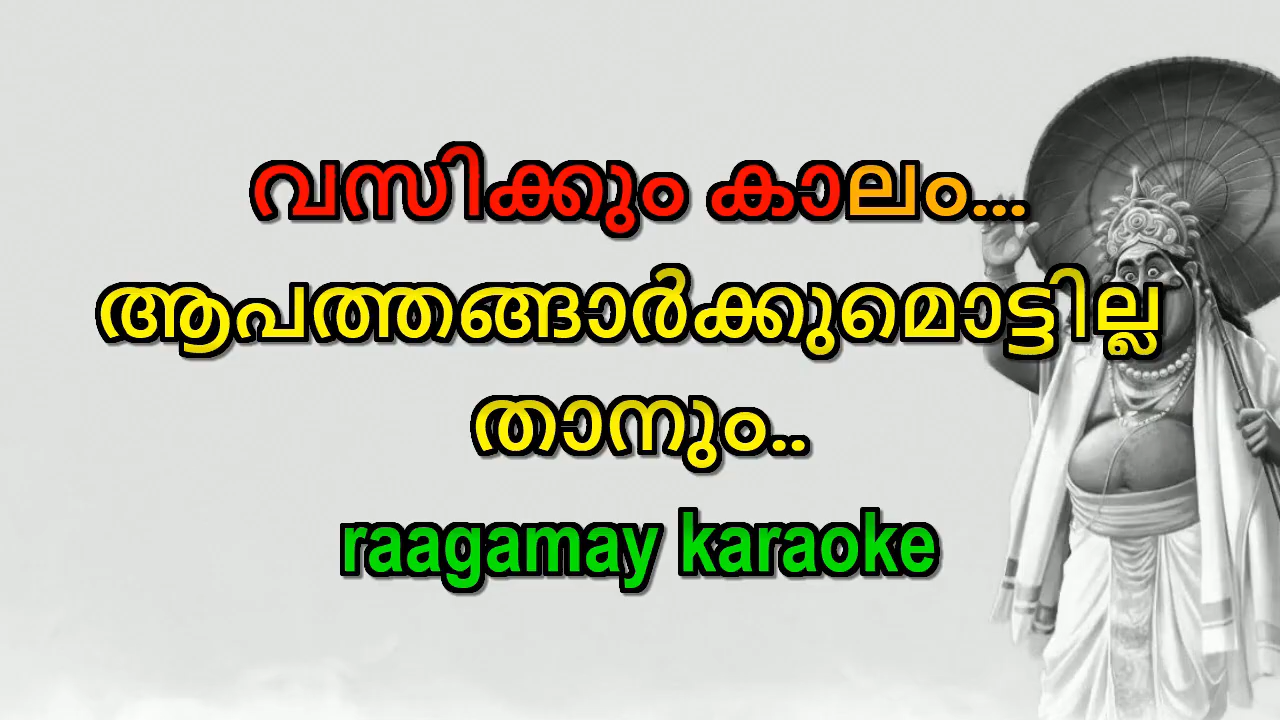 വസിക്കും കാലം...
ആപത്തങ്ങാർക്കുമൊട്ടില്ല
താനും..
raagamay karaoke